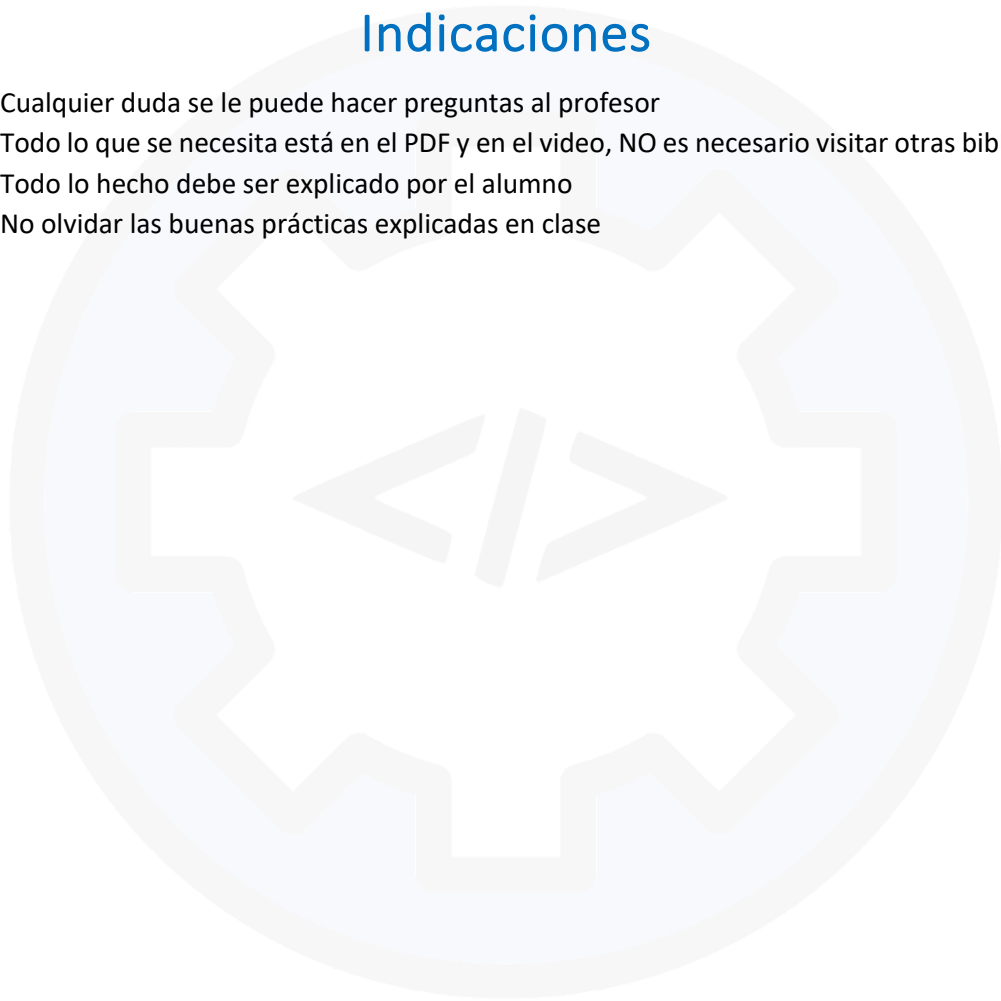 Indicaciones
Cualquier duda se le puede hacer preguntas al profesor
Todo lo que se necesita está en el PDF y en el video, NO es necesario visitar otras bib
Todo lo hecho debe ser explicado por el alumno
No olvidar las buenas prácticas explicadas en clase